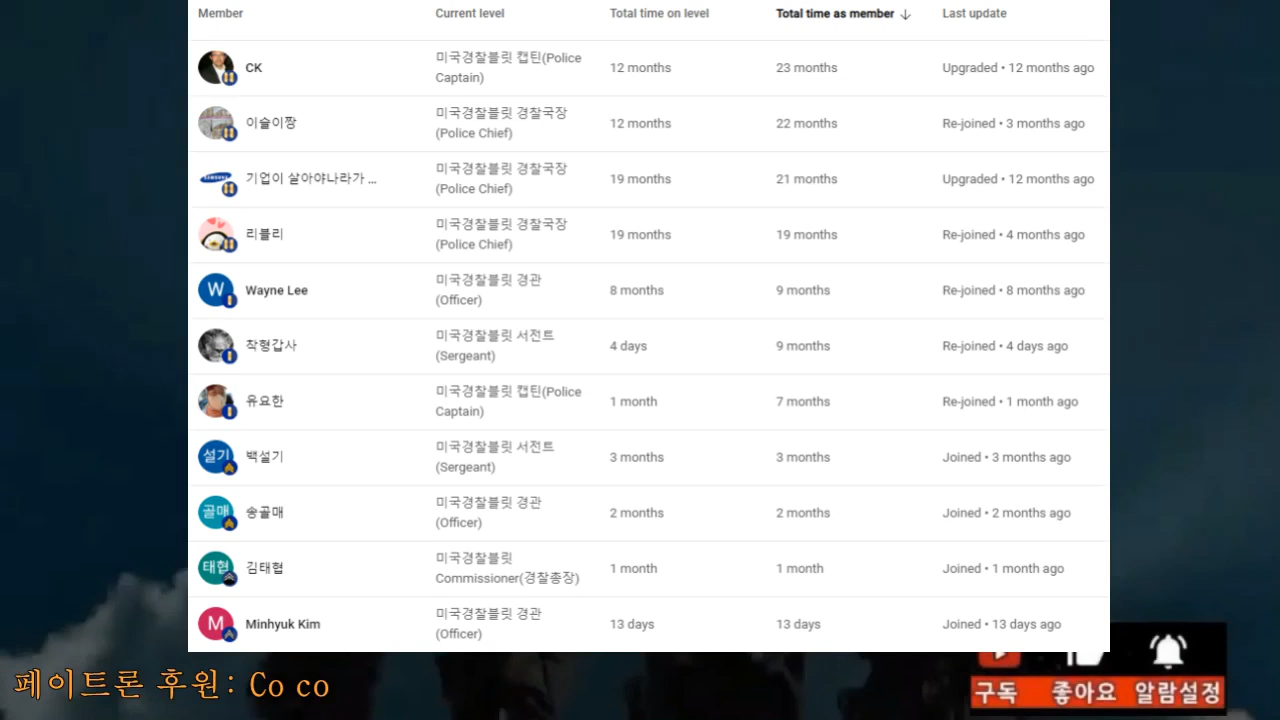 Member Current level Total time on level Total time as member ↓ Last update
CK 미국경찰블릿 캡틴(Police Captain) 12 months 23 months Upgraded • 12 months ago
이슬이짱 미국경찰블릿 경찰국장 (Police Chief) 12 months 22 months Re-joined • 3 months ago
SAMSUNG 기업이 살아야나라가 ... 미국경찰블릿 경찰국장 (Police Chief) 19 months 21 months Upgraded • 12 months ago
리블리 미국경찰블릿 경찰국장 (Police Chief) 19 months 19 months Re-joined • 4 months ago
W Wayne Lee 미국경찰블릿 경관 (Officer) 8 months 9 months Re-joined • 8 months ago
착형갑사 미국경찰블릿 서전트 (Sergeant) 4 days 9 months Re-joined • 4 days ago
유요한 미국경찰블릿 캡틴(Police Captain) 1 month 7 months Re-joined • 1 month ago
설기 백설기 미국경찰블릿 서전트 (Sergeant) 3 months 3 months Joined • 3 months ago
골매 송골매 미국경찰블릿 경관 (Officer) 2 months 2 months Joined • 2 months ago
태협 김태협 미국경찰블릿 Commissioner(경찰총장) 1 month 1 month Joined • 1 month ago
M Minhyuk Kim 미국경찰블릿 경관 (Officer) 13 days 13 days Joined • 13 days ago
페이트론 후원: Co co
구독 좋아요 알람설정